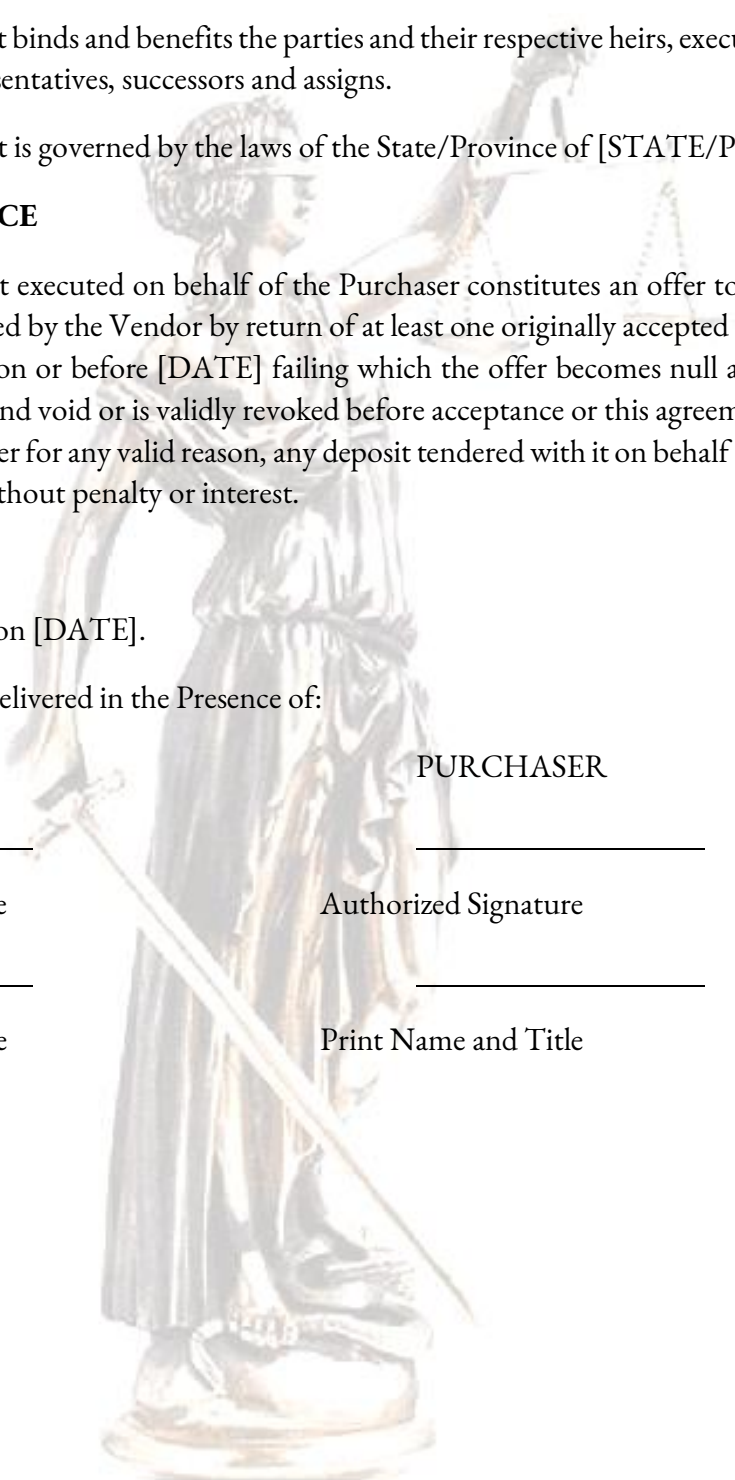 t binds and benefits the parties and their respective heirs, execu
sentatives, successors and assigns.
t is governed by the laws of the State/Province of [STATE/P
CE
t executed on behalf of the Purchaser constitutes an offer to
ed by the Vendor by return of at least one originally accepted
on or before [DATE] failing which the offer becomes null a
nd void or is validly revoked before acceptance or this agreem
er for any valid reason, any deposit tendered with it on behalf
thout penalty or interest.
on [DATE].
elivered in the Presence of:
PURCHASER
e Authorized Signature
e Print Name and Title